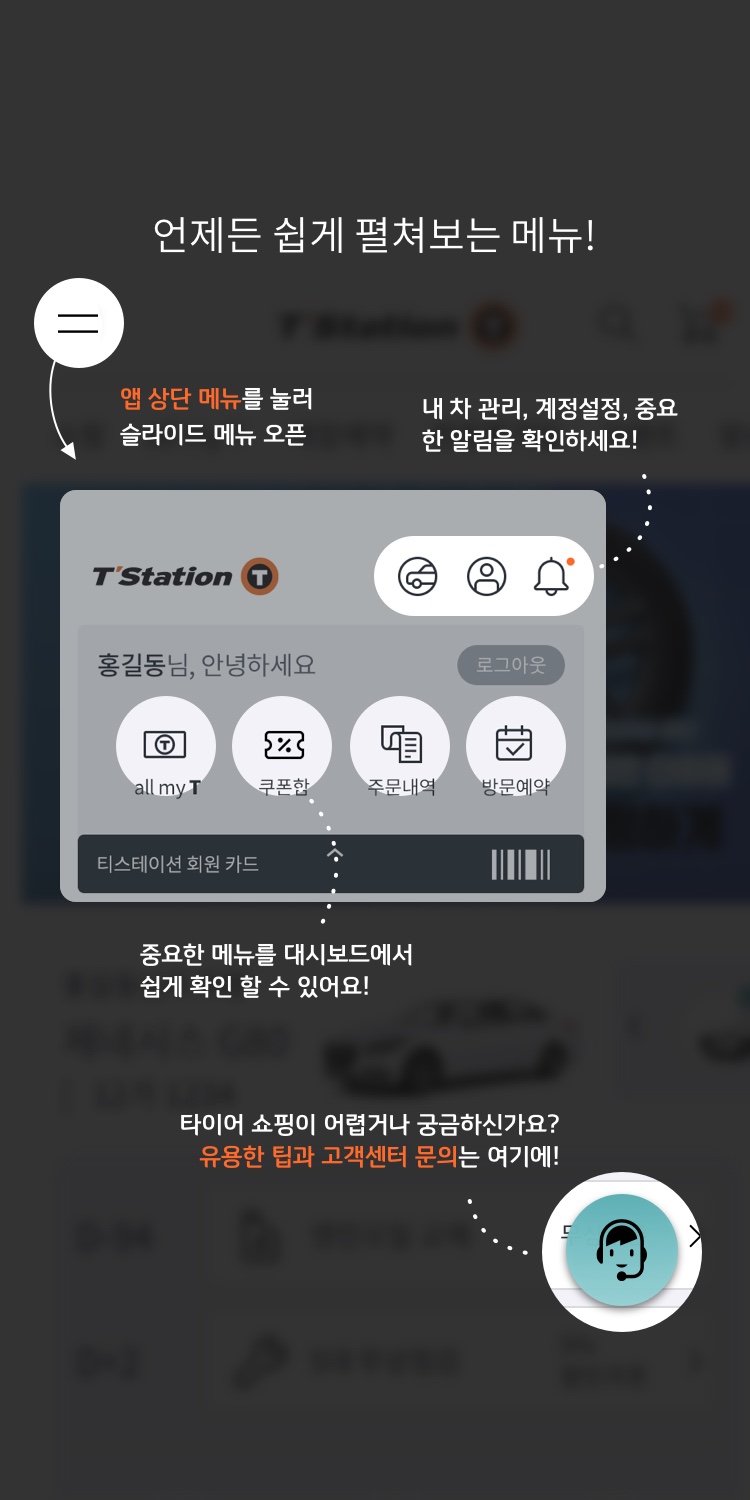 언제든 쉽게 펼쳐보는 메뉴!
T'Station T
앱 상단 메뉴를 눌러
슬라이드 메뉴 오픈
내 차 관리, 계정설정, 중요
한 알림을 확인하세요!
T'Station T
홍길동님, 안녕하세요
로그아웃
all my T
쿠폰함
주문내역
방문예약
티스테이션 회원 카드
중요한 메뉴를 대시보드에서
쉽게 확인 할 수 있어요!
제네시스 G80
타이어 쇼핑이 어렵거나 궁금하신가요?
유용한 팁과 고객센터 문의는 여기에!